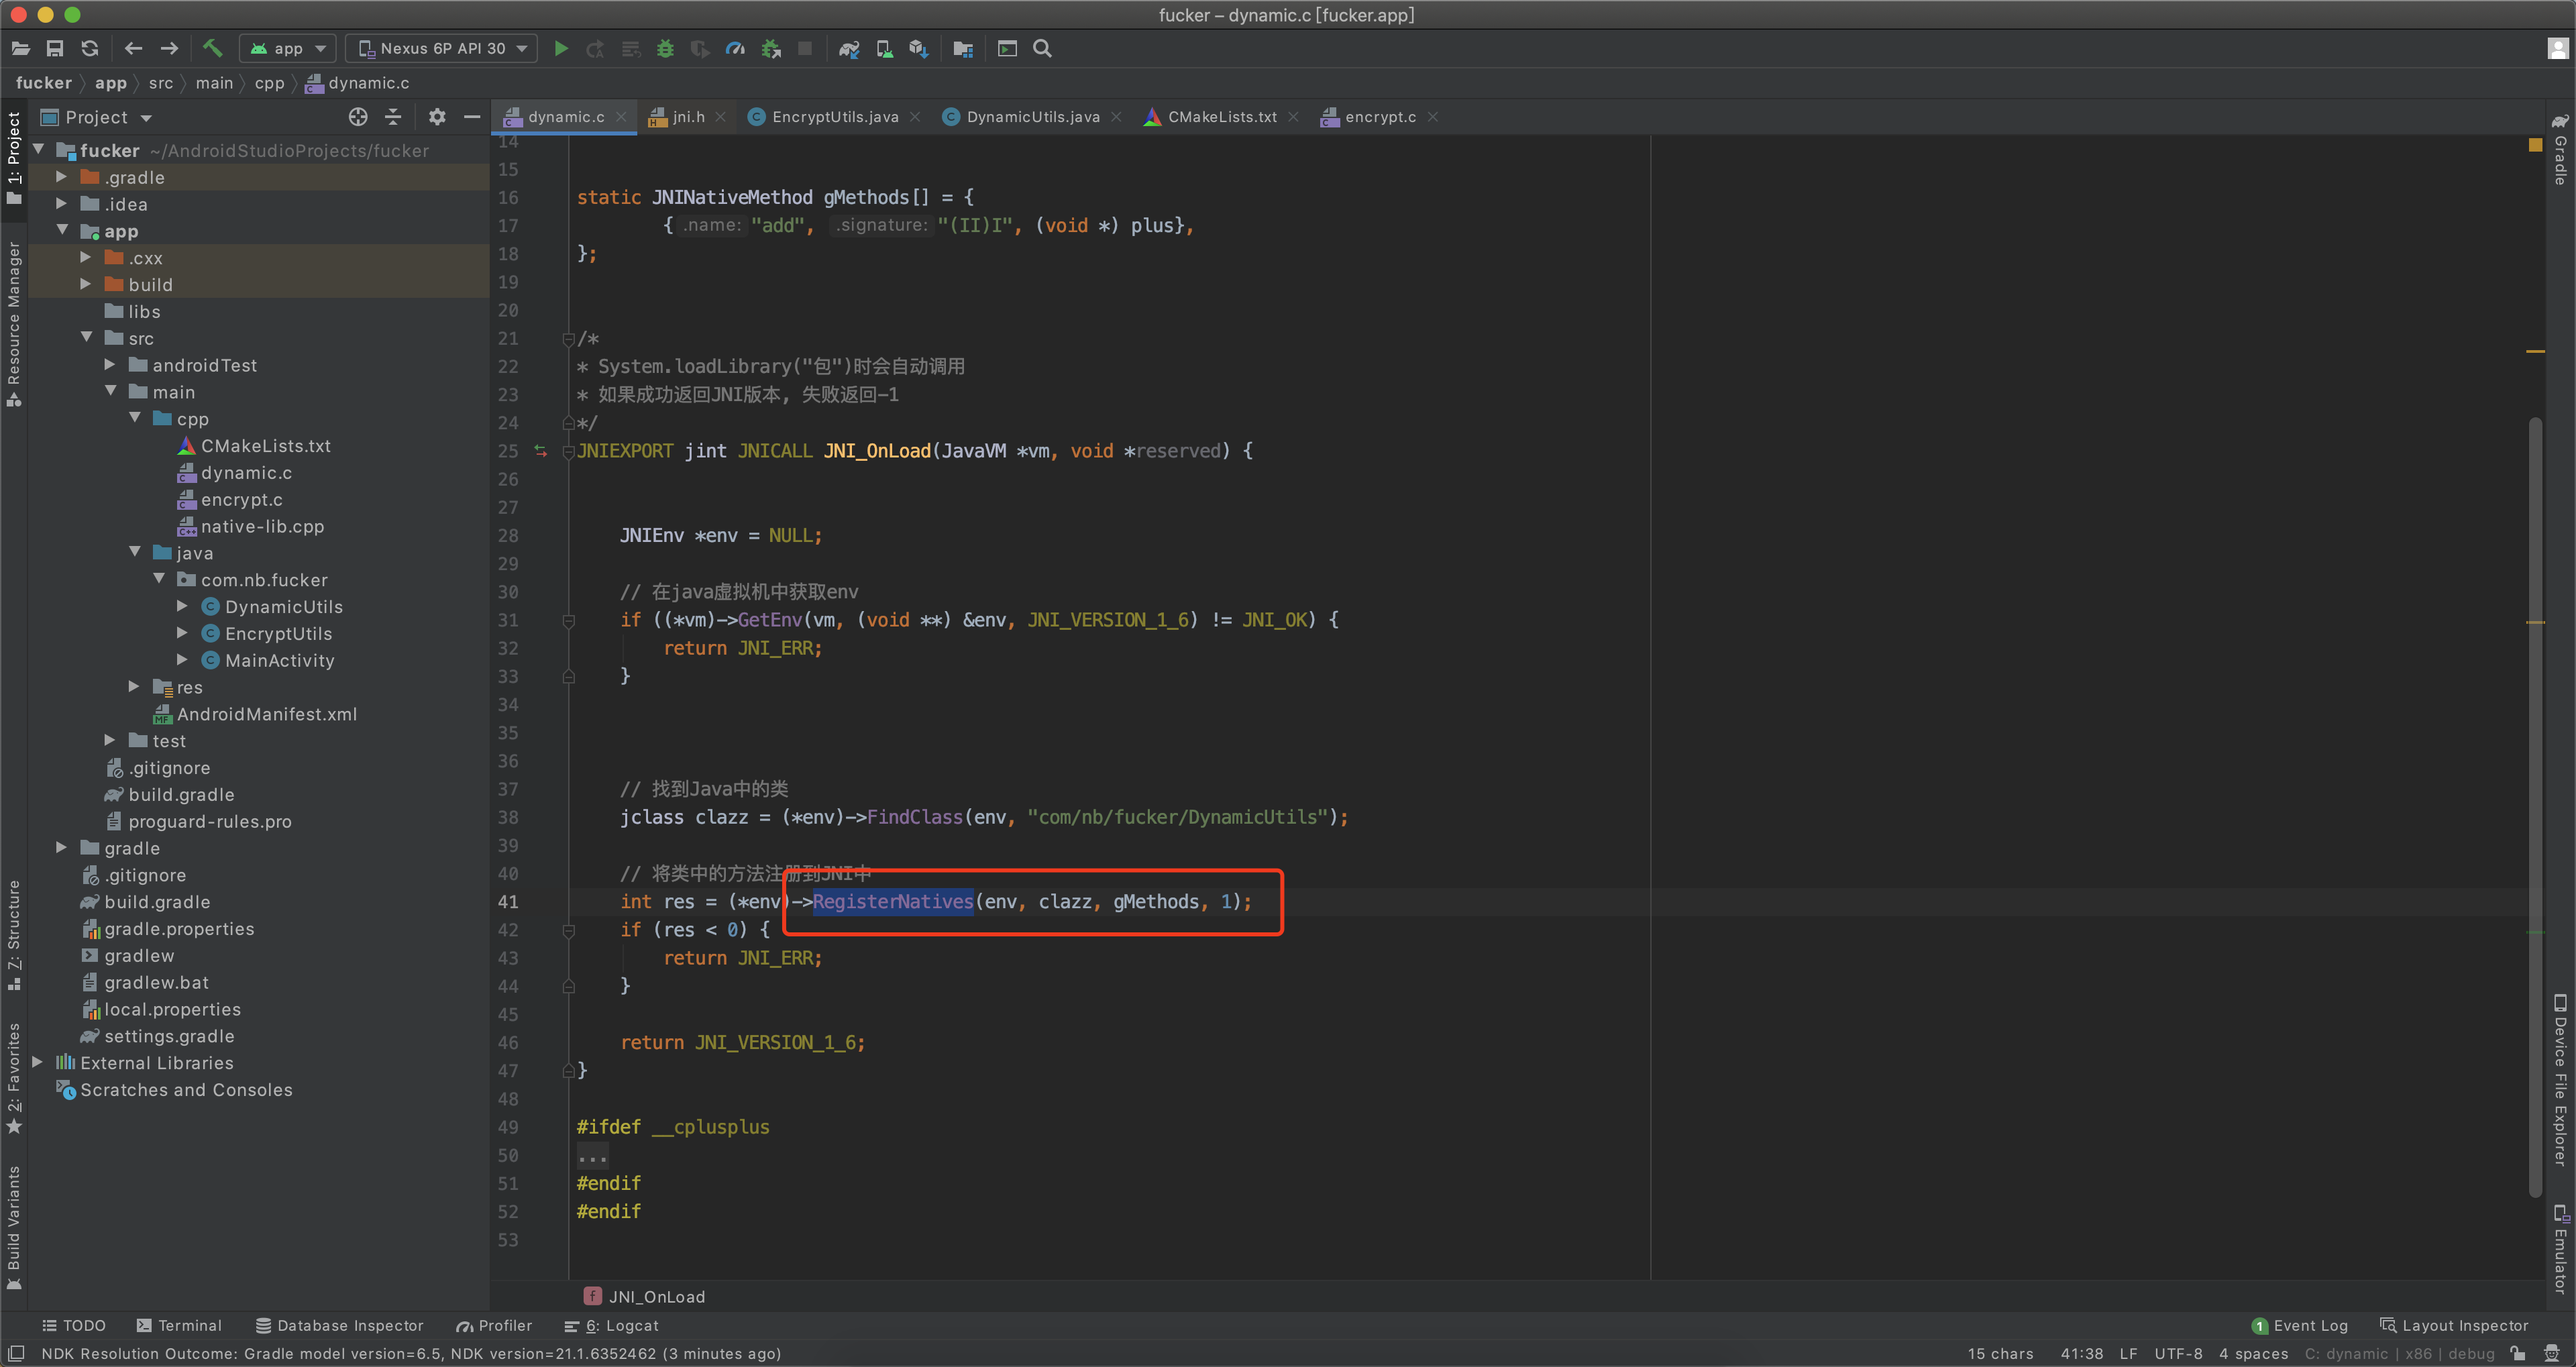 fucker – dynamic.c [fucker.app]
app
Nexus 6P API 30
fucker
app
src
main
cpp
dynamic.c
1: Project
Resource Manager
Z: Structure
2: Favorites
Build Variants
Project
fucker ~/AndroidStudioProjects/fucker
.gradle
.idea
app
.cxx
build
libs
src
androidTest
main
cpp
CMakeLists.txt
dynamic.c
encrypt.c
native-lib.cpp
java
com.nb.fucker
DynamicUtils
EncryptUtils
MainActivity
res
AndroidManifest.xml
test
.gitignore
build.gradle
proguard-rules.pro
gradle
.gitignore
build.gradle
gradle.properties
gradlew
gradlew.bat
local.properties
settings.gradle
External Libraries
Scratches and Consoles
dynamic.c
jni.h
EncryptUtils.java
DynamicUtils.java
CMakeLists.txt
encrypt.c
14
15
16 static JNINativeMethod gMethods[] = {
17 { .name: "add", .signature: "(II)I", (void *) plus},
18 };
19
20
21 /*
22 * System.loadLibrary("包")时会自动调用
23 * 如果成功返回JNI版本, 失败返回-1
24 */
25 JNIEXPORT jint JNICALL JNI_OnLoad(JavaVM *vm, void *reserved) {
26
27
28 JNIEnv *env = NULL;
29
30 // 在java虚拟机中获取env
31 if ((*vm)->GetEnv(vm, (void **) &env, JNI_VERSION_1_6) != JNI_OK) {
32 return JNI_ERR;
33 }
34
35
36
37 // 找到Java中的类
38 jclass clazz = (*env)->FindClass(env, "com/nb/fucker/DynamicUtils");
39
40 // 将类中的方法注册到JNI中
41 int res = (*env)->RegisterNatives(env, clazz, gMethods, 1);
42 if (res < 0) {
43 return JNI_ERR;
44 }
45
46 return JNI_VERSION_1_6;
47 }
48
49 #ifdef __cplusplus
50 ...
51 #endif
52 #endif
53
f JNI_OnLoad
Gradle
Device File Explorer
Emulator
TODO
Terminal
Database Inspector
Profiler
6: Logcat
1 Event Log
Layout Inspector
NDK Resolution Outcome: Gradle model version=6.5, NDK version=21.1.6352462 (3 minutes ago)
15 chars
41:38
LF
UTF-8
4 spaces
C: dynamic | x86 | debug